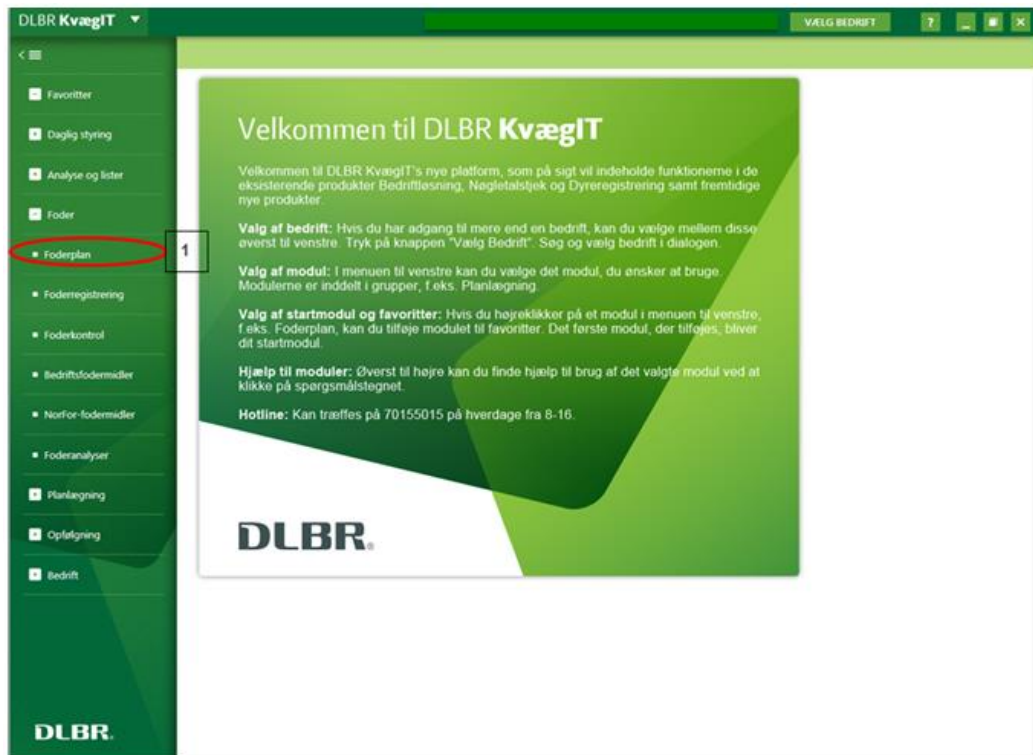 DLBR KvægIT
VÆLG BEDRIFT
?
Favoritter
Daglig styring
Analyse og lister
Foder
Foderplan
1
Foderregistrering
Foderkontrol
Bedriftsfodermidler
NorFor-fodermidler
Foderanalyser
Planlægning
Opfølgning
Bedrift
DLBR.
Velkommen til DLBR KvægIT
Velkommen til DLBR KvægIT's nye platform, som på sigt vil indeholde funktionerne i de
eksisterende produkter Bedriftløsning, Nøgletalstjek og Dyreregistrering samt fremtidige
nye produkter.
Valg af bedrift: Hvis du har adgang til mere end en bedrift, kan du vælge mellem disse
øverst til venstre. Tryk på knappen "Vælg Bedrift". Søg og vælg bedrift i dialogen.
Valg af modul: I menuen til venstre kan du vælge det modul, du ønsker at bruge.
Modulerne er inddelt i grupper, f.eks. Planlægning.
Valg af startmodul og favoritter: Hvis du højreklikker på et modul i menuen til venstre,
f.eks. Foderplan, kan du tilføje modulet til favoritter. Det første modul, der tilføjes, bliver
dit startmodul.
Hjælp til moduler: Øverst til højre kan du finde hjælp til brug af det valgte modul ved at
klikke på spørgsmålstegnet.
Hotline: Kan træffes på 70155015 på hverdage fra 8-16.
DLBR.